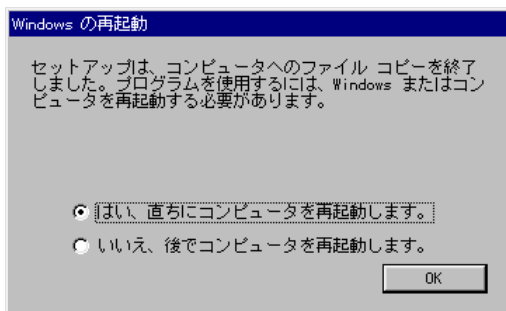 Windows の再起動
セットアップは、コンピュータへのファイル コピーを終了
しました。プログラムを使用するには、Windows またはコン
ピュータを再起動する必要があります。
はい、直ちにコンピュータを再起動します。
いいえ、後でコンピュータを再起動します。
OK